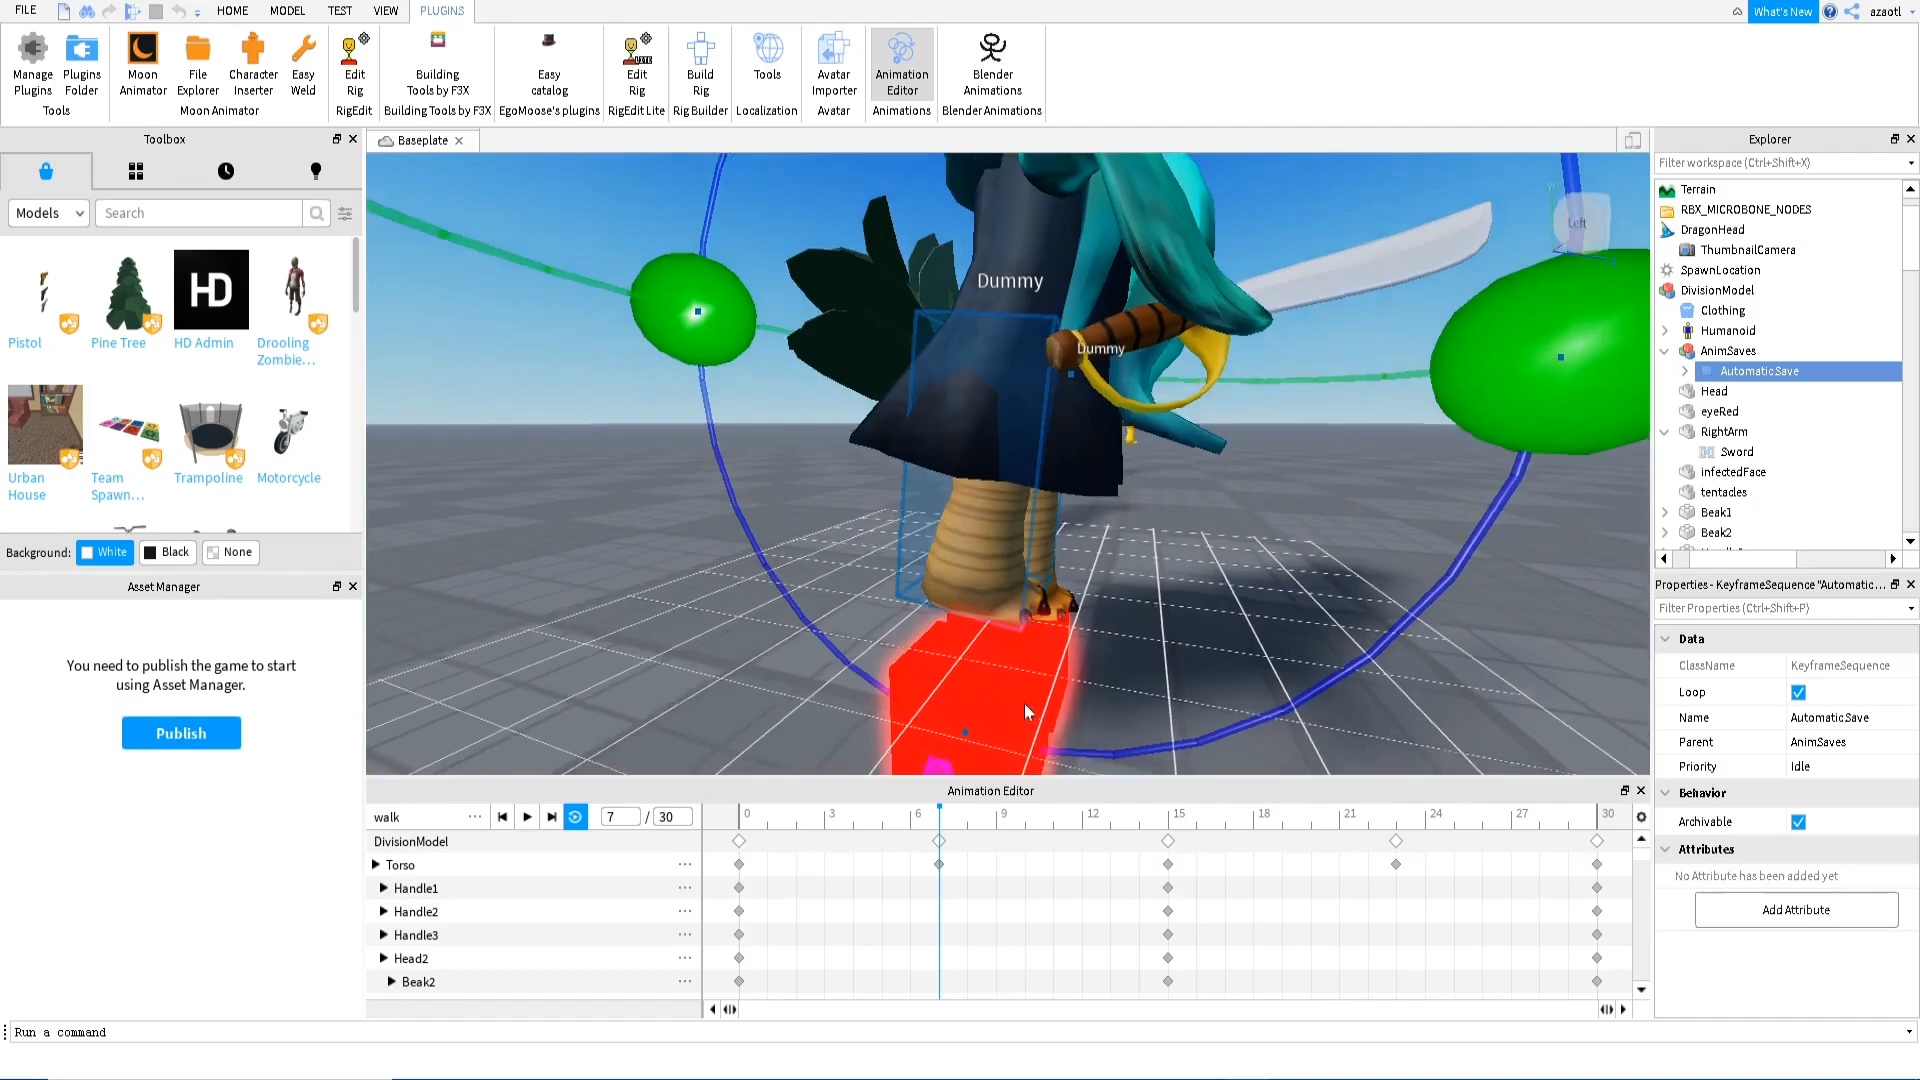 FILE HOME MODEL TEST VIEW PLUGINS What's New azaotl
Manage Plugins
Plugins Folder
Tools
Moon Animator
File Explorer
Character Inserter
Easy Weld
Moon Animator
Edit Rig
RigEdit
Building Tools by F3X
Building Tools by F3X
Easy catalog
EgoMoose's plugins
Edit Rig
LITE
RigEdit Lite
Build Rig
Rig Builder
Tools
Localization
Avatar Importer
Avatar
Animation Editor
Animations
Blender Animations
Blender Animations
Toolbox
Models Search
HD
Pistol
Pine Tree
HD Admin
Drooling Zombie...
Urban House
Team Spawn...
Trampoline
Motorcycle
Background: White Black None
Asset Manager
You need to publish the game to start
using Asset Manager.
Publish
Baseplate
Left
Dummy
Dummy
Animation Editor
walk ... 7 / 30
0 3 6 9 12 15 18 21 24 27 30
DivisionModel
Torso
Handle1
Handle2
Handle3
Head2
Beak2
Explorer
Filter workspace (Ctrl+Shift+X)
Terrain
RBX_MICROBONE_NODES
DragonHead
ThumbnailCamera
SpawnLocation
DivisionModel
Clothing
Humanoid
AnimSaves
Automatic Save
Head
eyeRed
RightArm
Sword
infectedFace
tentacles
Beak1
Beak2
Properties - KeyframeSequence "Automatic...
Filter Properties (Ctrl+Shift+P)
Data
ClassName KeyframeSequence
Loop
Name Automatic Save
Parent AnimSaves
Priority Idle
Behavior
Archivable
Attributes
No Attribute has been added yet
Add Attribute
Run a command